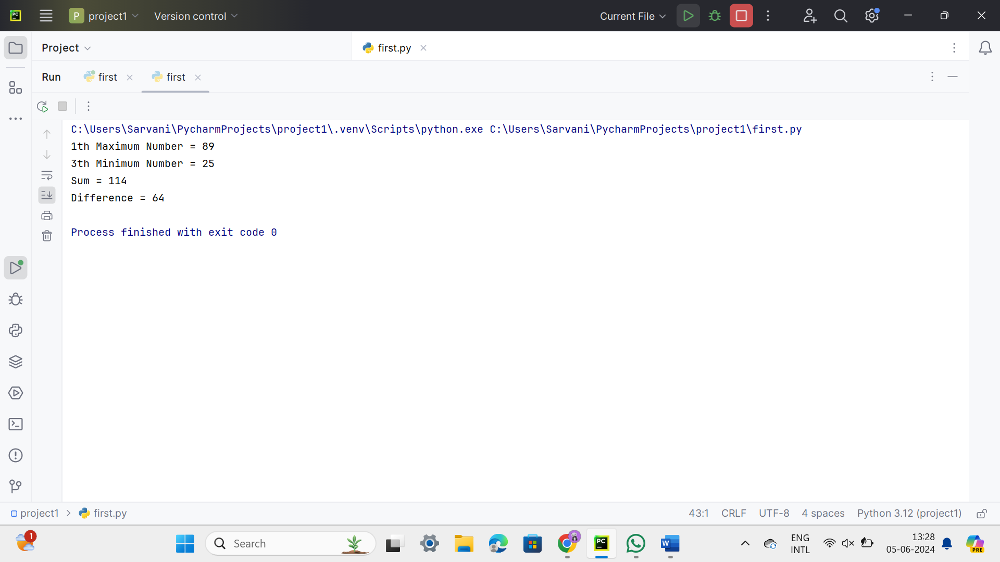 PC
P project1 Version control Current File
Project first.py
Run first first
C:\Users\Sarvani\PycharmProjects\project1\.venv\Scripts\python.exe C:\Users\Sarvani\PycharmProjects\project1\first.py
1th Maximum Number = 89
3th Minimum Number = 25
Sum = 114
Difference = 64
Process finished with exit code 0
project1 > first.py 43:1 CRLF UTF-8 4 spaces Python 3.12 (project1)
1 Search PC W ENG 13:28
INTL 05-06-2024 PRE